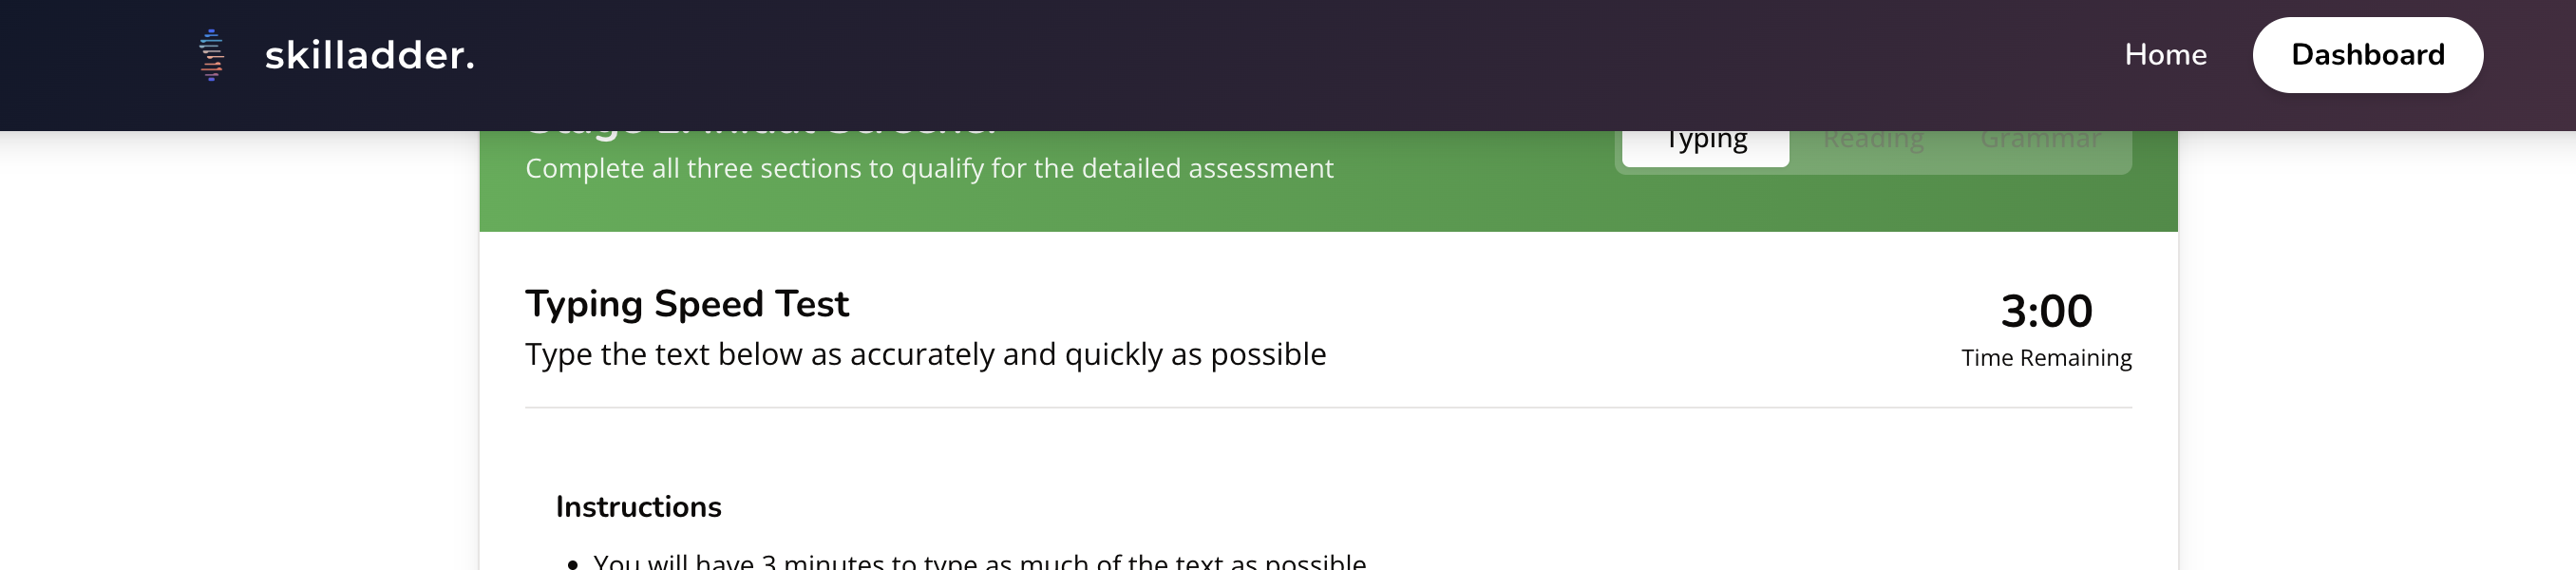 skilladder.
Home
Dashboard
Typing
Reading
Grammar
Complete all three sections to qualify for the detailed assessment
Typing Speed Test
3:00
Type the text below as accurately and quickly as possible
Time Remaining
Instructions
• You will have 3 minutes to type as much of the text as possible